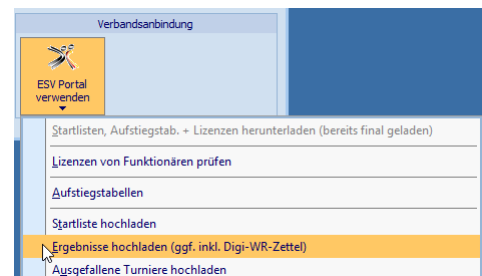 Verbandsanbindung
ESV Portal
verwenden
Startlisten, Aufstiegstab. + Lizenzen herunterladen (bereits final geladen)
Lizenzen von Funktionären prüfen
Aufstiegstabellen
Startliste hochladen
Ergebnisse hochladen (ggf. inkl. Digi-WR-Zettel)
Ausgefallene Turniere hochladen